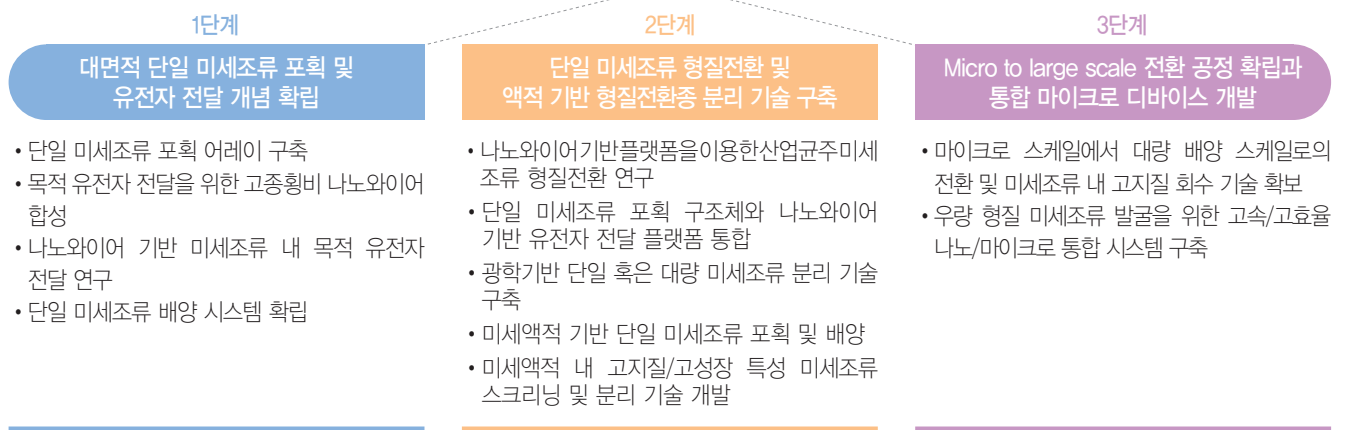 1단계
대면적 단일 미세조류 포획 및
유전자 전달 개념 확립
• 단일 미세조류 포획 어레이 구축
• 목적 유전자 전달을 위한 고종횡비 나노와이어
합성
• 나노와이어 기반 미세조류 내 목적 유전자
전달 연구
• 단일 미세조류 배양 시스템 확립
2단계
단일 미세조류 형질전환 및
액적 기반 형질전환종 분리 기술 구축
• 나노와이어기반플랫폼을이용한산업균주미세
조류 형질전환 연구
• 단일 미세조류 포획 구조체와 나노와이어
기반 유전자 전달 플랫폼 통합
• 광학기반 단일 혹은 대량 미세조류 분리 기술
구축
• 미세액적 기반 단일 미세조류 포획 및 배양
• 미세액적 내 고지질/고성장 특성 미세조류
스크리닝 및 분리 기술 개발
3단계
Micro to large scale 전환 공정 확립과
통합 마이크로 디바이스 개발
• 마이크로 스케일에서 대량 배양 스케일로의
전환 및 미세조류 내 고지질 회수 기술 확보
• 우량 형질 미세조류 발굴을 위한 고속/고효율
나노/마이크로 통합 시스템 구축